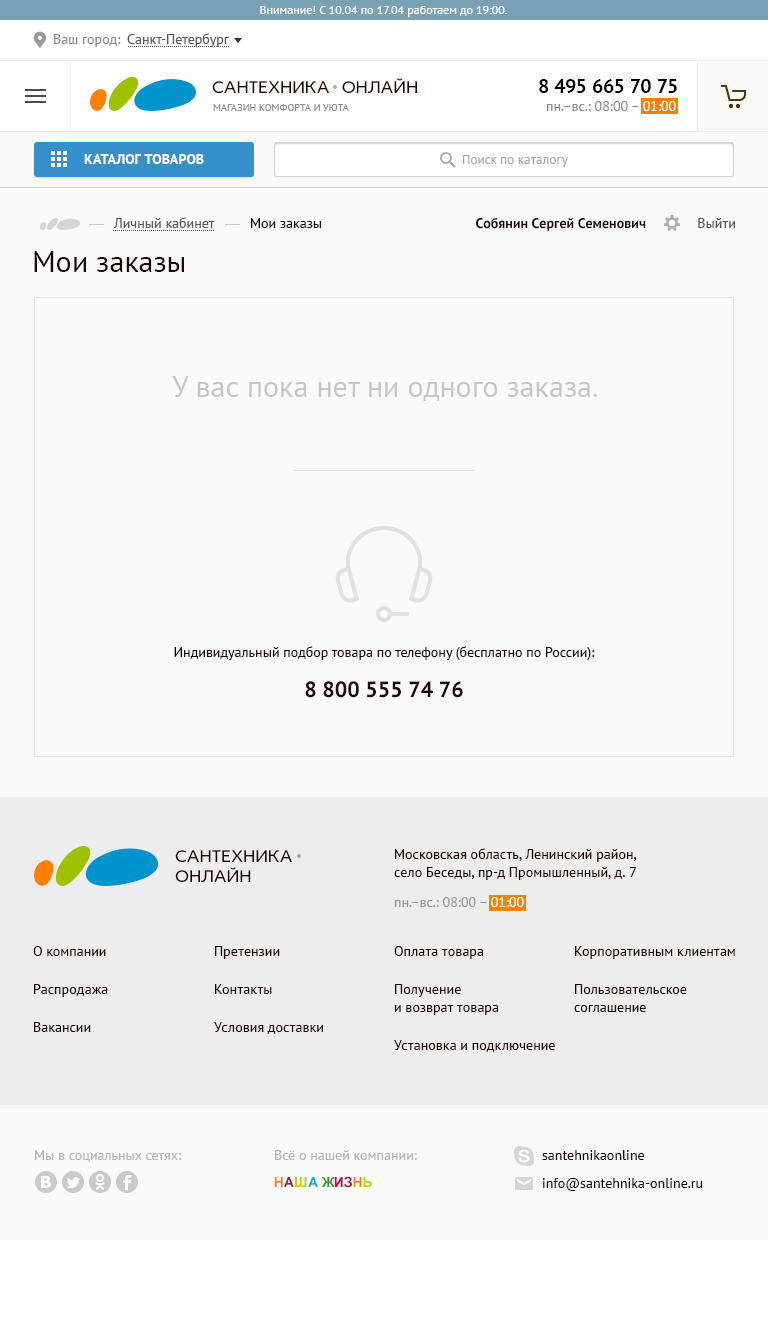 Внимание! С 10.04 по 17.04 работаем до 19:00.
Ваш город: Санкт-Петербург
САНТЕХНИКА • ОНЛАЙН
МАГАЗИН КОМФОРТА И УЮТА
8 495 665 70 75
пн.–вс.: 08:00 – 01:00
КАТАЛОГ ТОВАРОВ
Поиск по каталогу
Личный кабинет — Мои заказы
Собянин Сергей Семенович
Выйти
Мои заказы
У вас пока нет ни одного заказа.
Индивидуальный подбор товара по телефону (бесплатно по России):
8 800 555 74 76
САНТЕХНИКА •
ОНЛАЙН
Московская область, Ленинский район,
село Беседы, пр-д Промышленный, д. 7
пн.–вс.: 08:00 – 01:00
О компании
Распродажа
Вакансии
Претензии
Контакты
Условия доставки
Оплата товара
Получение
и возврат товара
Установка и подключение
Корпоративным клиентам
Пользовательское
соглашение
Мы в социальных сетях:
Всё о нашей компании:
НАША ЖИЗНЬ
santehnikaonline
info@santehnika-online.ru